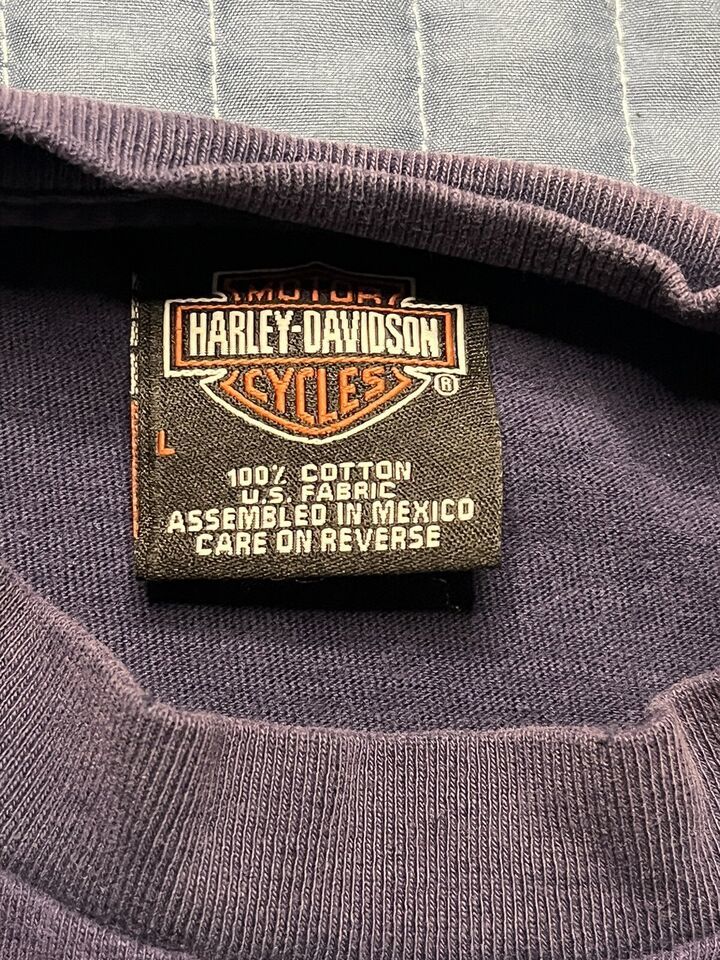 MOTOR
HARLEY-DAVIDSON
CYCLES
®
L
100% COTTON
U.S. FABRIC
ASSEMBLED IN MEXICO
CARE ON REVERSE